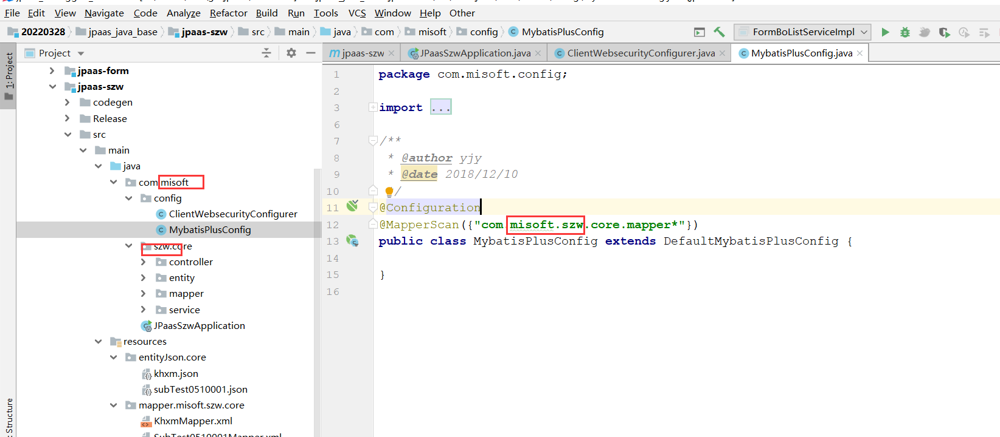 File Edit View Navigate Code Analyze Refactor Build Run Tools VCS Window Help Other
20220328 jpaas_java_base jpaas-szw src main java com misoft config MybatisPlusConfig FormBoListServiceImpl
1: Project
Project
jpaas-szw JPaasSzwApplication.java ClientWebsecurityConfigurer.java MybatisPlusConfig.java
jpaas-form
jpaas-szw
codegen
Release
src
main
java
com.misoft
config
ClientWebsecurityConfigurer
MybatisPlusConfig
szw.core
controller
entity
mapper
service
JPaasSzwApplication
resources
entityJson.core
khxm.json
subTest0510001.json
mapper.misoft.szw.core
KhxmMapper.xml
SubTest0510001Mapper.xml
Structure
1 package com.misoft.config;
2
3 import ...
6
7 /**
8 * @author yjy
9 * @date 2018/12/10
10 */
11 @Configuration
12 @MapperScan({"com.misoft.szw.core.mapper*"})
13 public class MybatisPlusConfig extends DefaultMybatisPlusConfig {
14
15 }
16